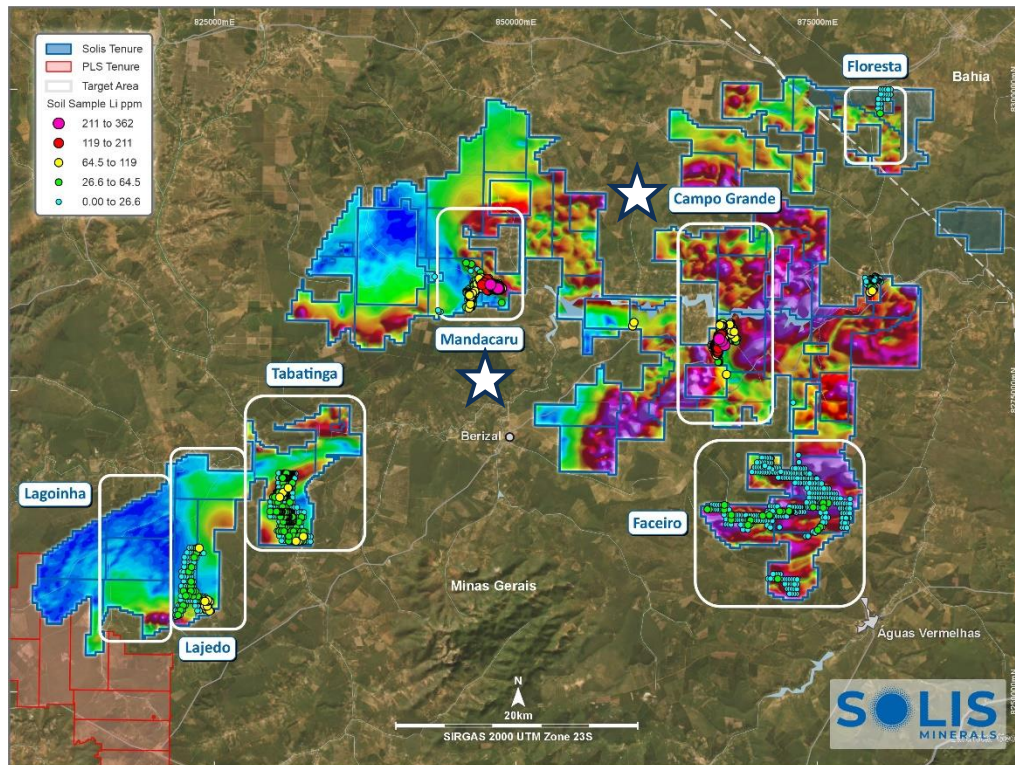 825000mE
850000mE
875000mE
Solis Tenure
PLS Tenure
Target Area
Soil Sample Li ppm
211 to 362
119 to 211
64.5 to 119
26.6 to 64.5
0.00 to 26.6
Floresta
Bahia
8300000mN
Campo Grande
Mandacaru
Tabatinga
8275000mN
Berizal
Lagoinha
Faceiro
Minas Gerais
Lajedo
Águas Vermelhas
N
20km
SIRGAS 2000 UTM Zone 23S
SOLIS
MINERALS